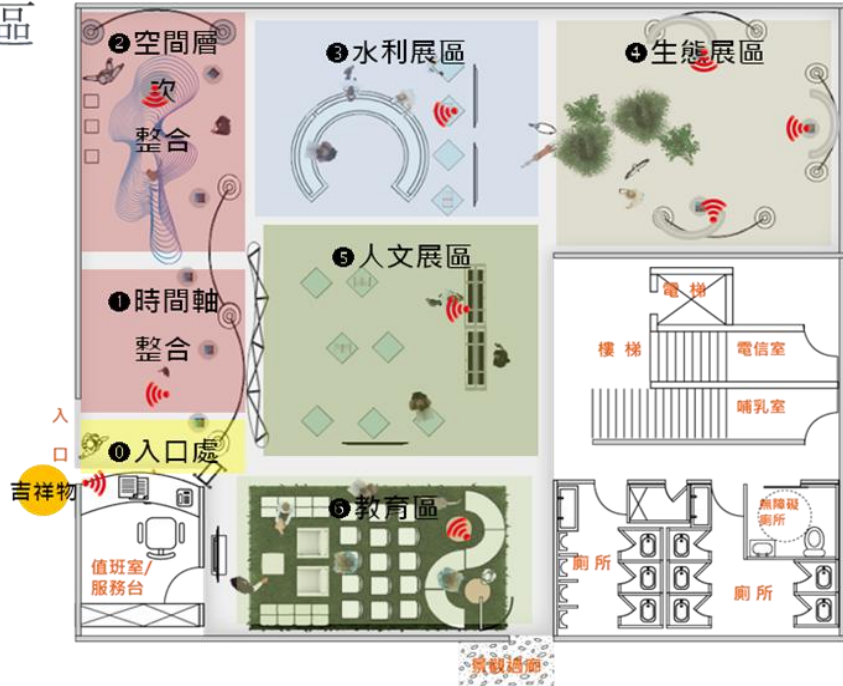 區
❷空間層
次
整合
❸水利展區
❹生態展區
❺人文展區
❶時間軸
整合
電梯
樓梯
電信室
哺乳室
入
口
⓿入口處
吉祥物
❻教育區
值班室/
服務台
無障礙
廁所
廁所
廁所
景觀迴廊